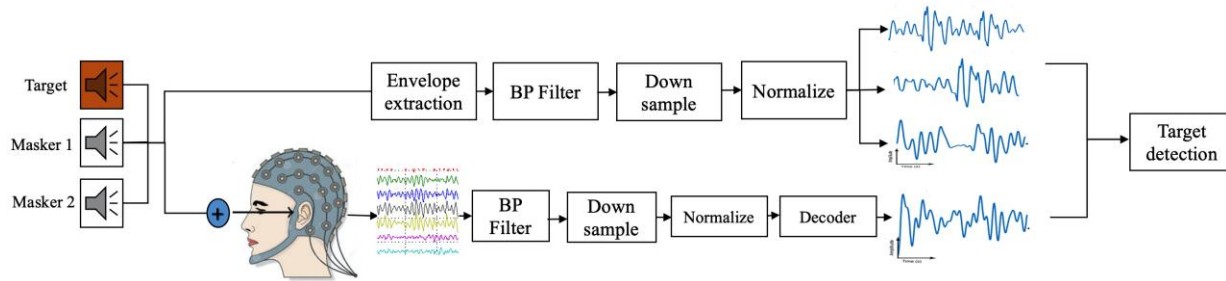 Target
Masker 1
Masker 2
Envelope
extraction
BP Filter
Down
sample
Normalize
Target
detection
+
BP
Filter
Down
sample
Normalize
Decoder